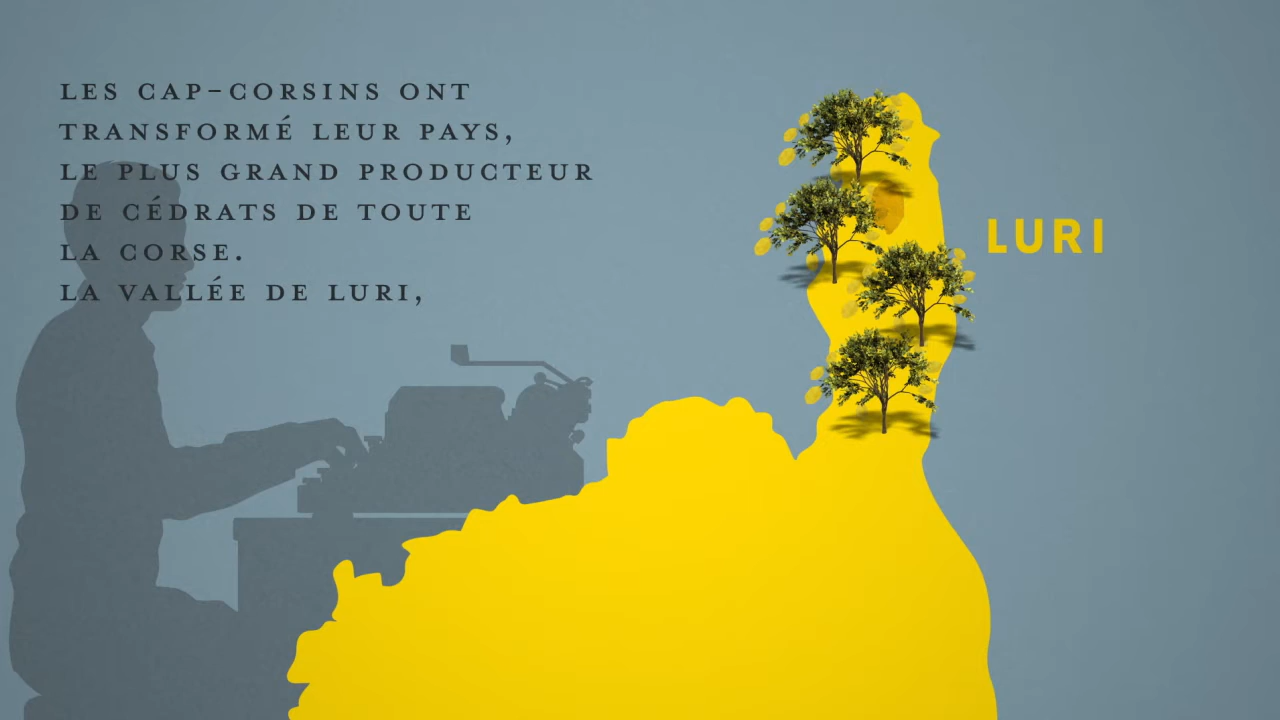 LES CAP-CORSINS ONT
TRANSFORMÉ LEUR PAYS,
LE PLUS GRAND PRODUCTEUR
DE CÉDRATS DE TOUTE
LA CORSE.
LA VALLÉE DE LURI,
LURI